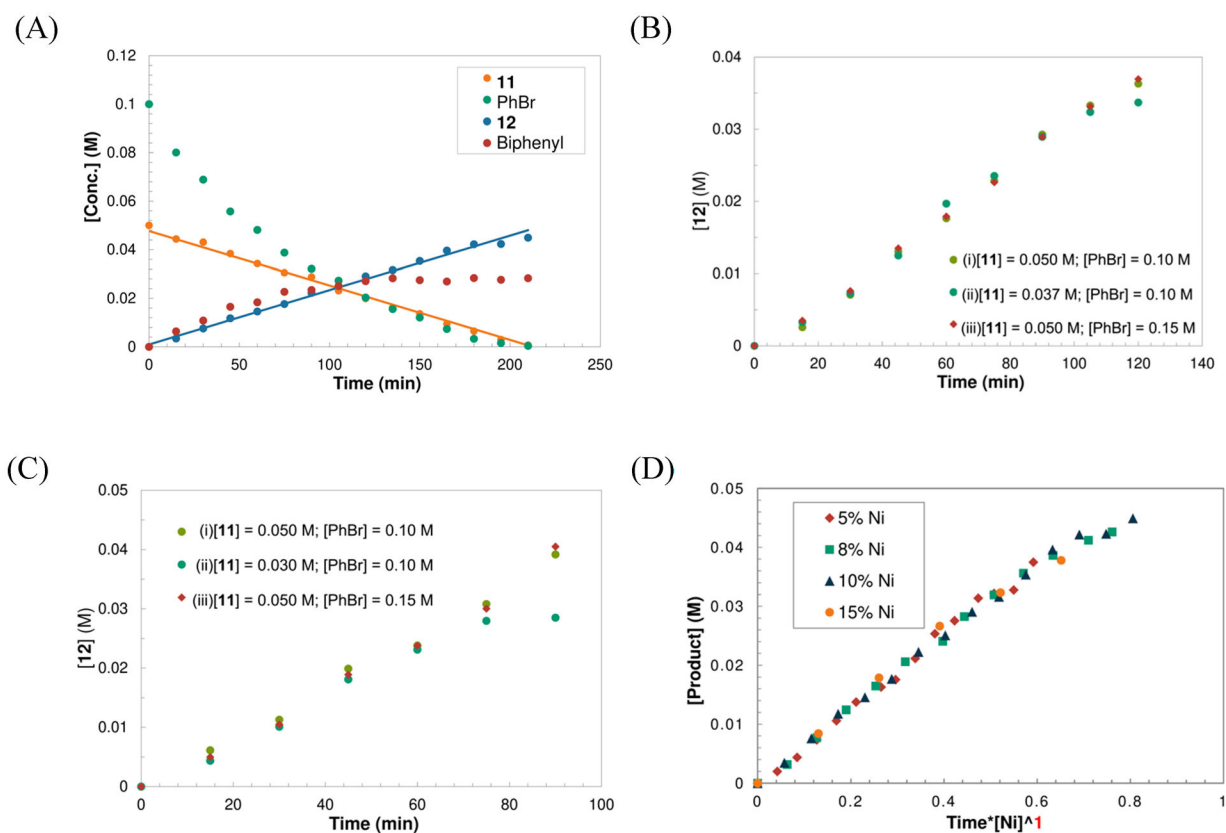 (A)
0.12
0.1
0.08
0.06
0.04
0.02
0
[Conc.] (M)
11
PhBr
12
Biphenyl
0 50 100 150 200 250
Time (min)
(B)
0.04
0.03
0.02
0.01
0
[12] (M)
(i)[11] = 0.050 M; [PhBr] = 0.10 M
(ii)[11] = 0.037 M; [PhBr] = 0.10 M
(iii)[11] = 0.050 M; [PhBr] = 0.15 M
0 20 40 60 80 100 120 140
Time (min)
(C)
0.05
0.04
0.03
0.02
0.01
0
[12] (M)
(i)[11] = 0.050 M; [PhBr] = 0.10 M
(ii)[11] = 0.030 M; [PhBr] = 0.10 M
(iii)[11] = 0.050 M; [PhBr] = 0.15 M
0 20 40 60 80 100
Time (min)
(D)
0.05
0.04
0.03
0.02
0.01
0
[Product] (M)
5% Ni
8% Ni
10% Ni
15% Ni
0 0.2 0.4 0.6 0.8 1
Time*[Ni]^1